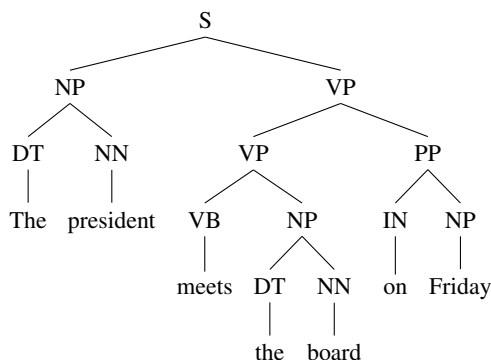 S
NP VP
DT NN VP PP
The president VB NP IN NP
meets DT NN on Friday
the board